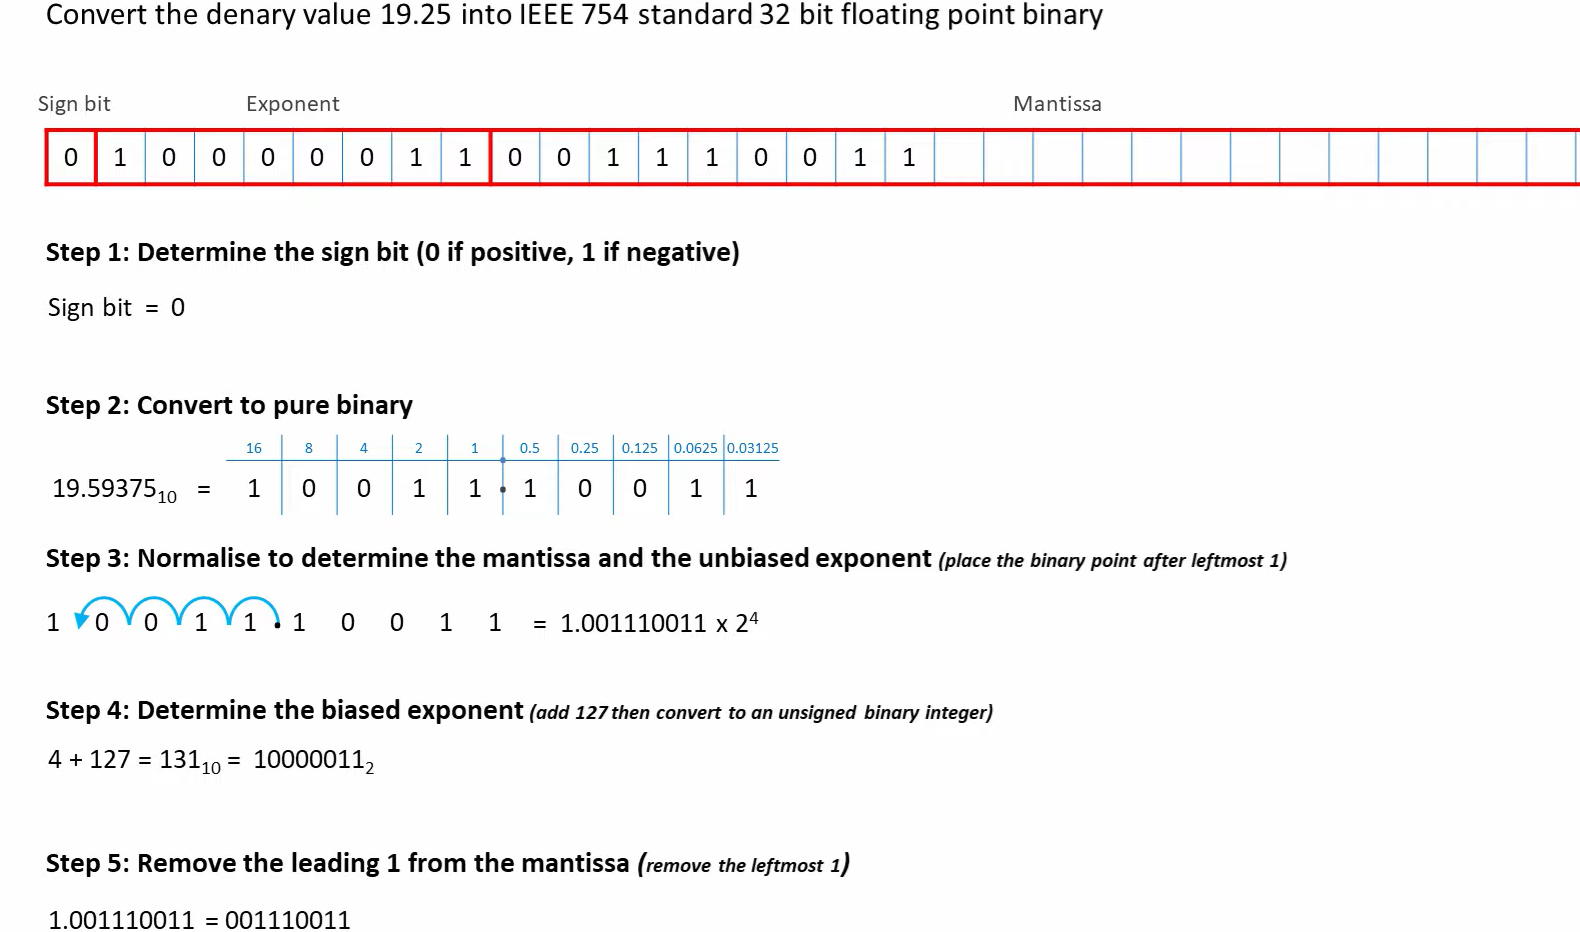 Convert the denary value 19.25 into IEEE 754 standard 32 bit floating point binary
Sign bit Exponent Mantissa
0 1 0 0 0 0 0 1 1 0 0 1 1 1 0 0 1 1
Step 1: Determine the sign bit (0 if positive, 1 if negative)
Sign bit = 0
Step 2: Convert to pure binary
16 8 4 2 1 0.5 0.25 0.125 0.0625 0.03125
19.59375₁₀ = 1 0 0 1 1 . 1 0 0 1 1
Step 3: Normalise to determine the mantissa and the unbiased exponent (place the binary point after leftmost 1)
1 0 0 1 1 . 1 0 0 1 1 = 1.001110011 x 2⁴
Step 4: Determine the biased exponent (add 127 then convert to an unsigned binary integer)
4 + 127 = 131₁₀ = 10000011₂
Step 5: Remove the leading 1 from the mantissa (remove the leftmost 1)
1.001110011 = 001110011